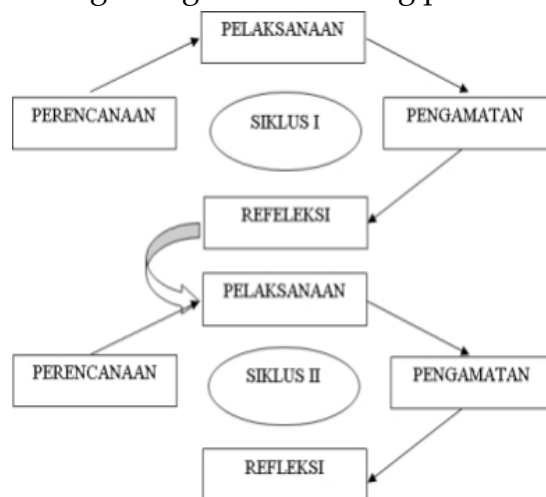 PELAKSANAAN
PERENCANAAN
SIKLUS I
PENGAMATAN
REFELEKSI
PELAKSANAAN
PERENCANAAN
SIKLUS II
PENGAMATAN
REFLEKSI